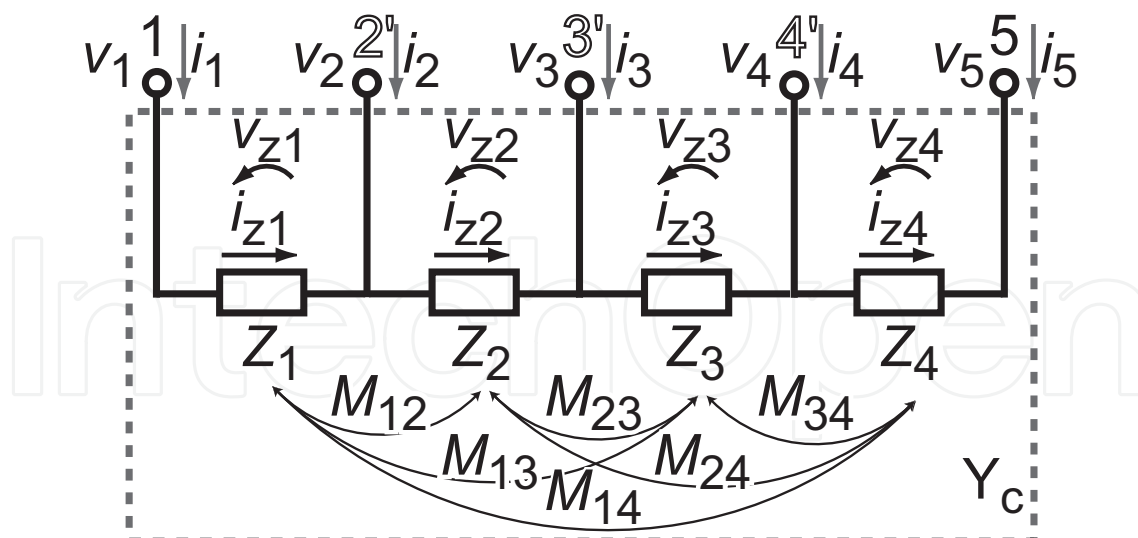 1 2' 3' 4' 5
v1 i1 v2 i2 v3 i3 v4 i4 v5 i5
vz1 vz2 vz3 vz4
iz1 iz2 iz3 iz4
Z1 Z2 Z3 Z4
M12 M23 M34
M13 M24
M14
Yc
IntechOpen